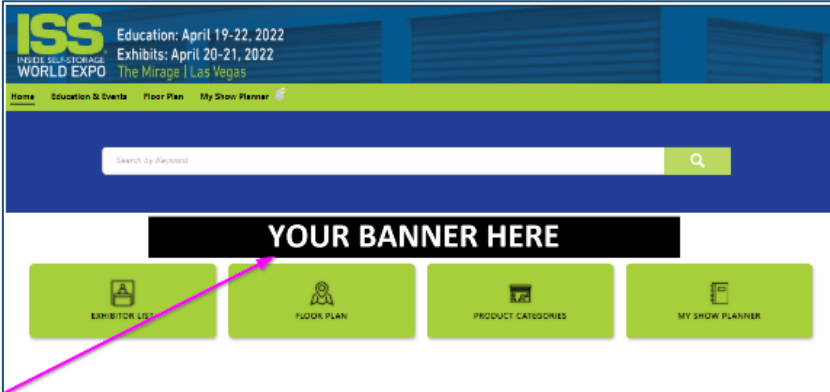 ISS
INSIDE SELF-STORAGE
WORLD EXPO
Education: April 19-22, 2022
Exhibits: April 20-21, 2022
The Mirage | Las Vegas
Home Education & Events Floor Plan My Show Planner
Search by Keyword
YOUR BANNER HERE
EXHIBITOR LIST FLOOR PLAN PRODUCT CATEGORIES MY SHOW PLANNER